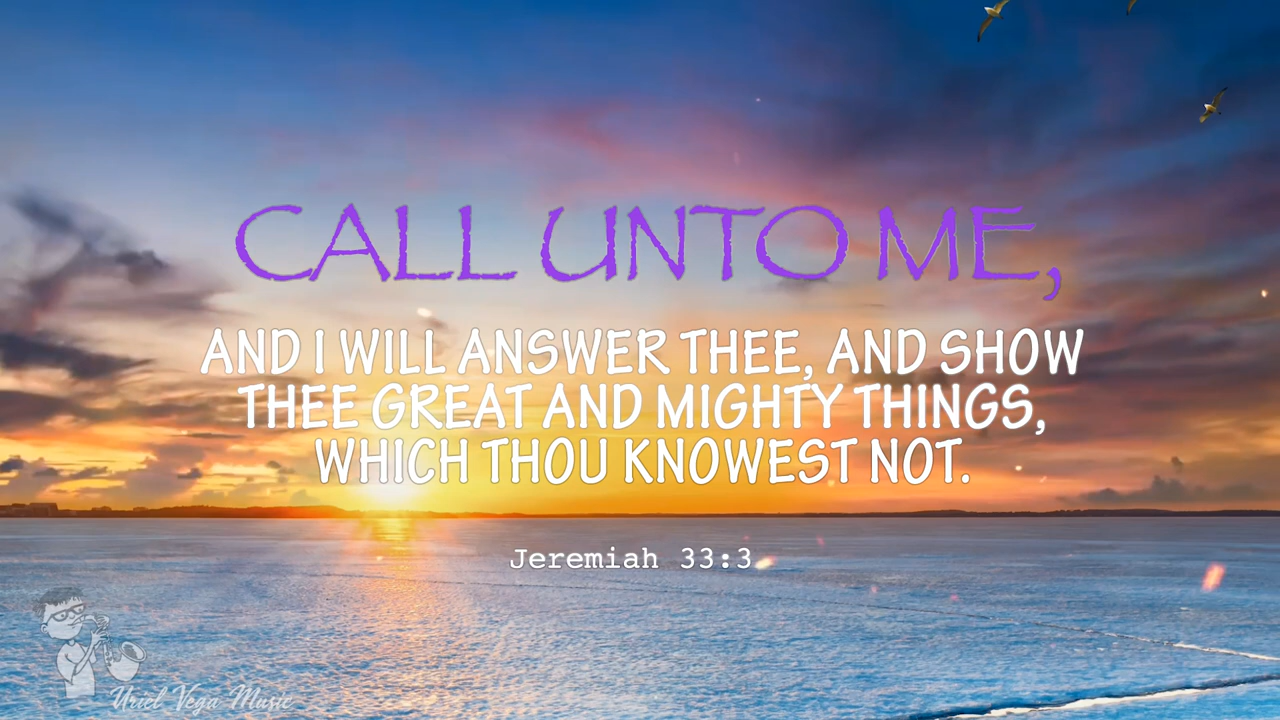 CALL UNTO ME,
AND I WILL ANSWER THEE, AND SHOW
THEE GREAT AND MIGHTY THINGS,
WHICH THOU KNOWEST NOT.
Jeremiah 33:3
Uriel Vega Music